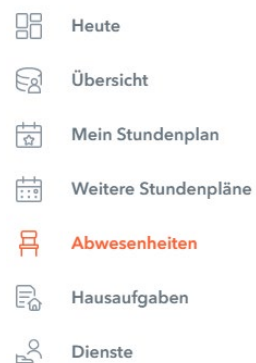 Heute
Übersicht
Mein Stundenplan
Weitere Stundenpläne
Abwesenheiten
Hausaufgaben
Dienste